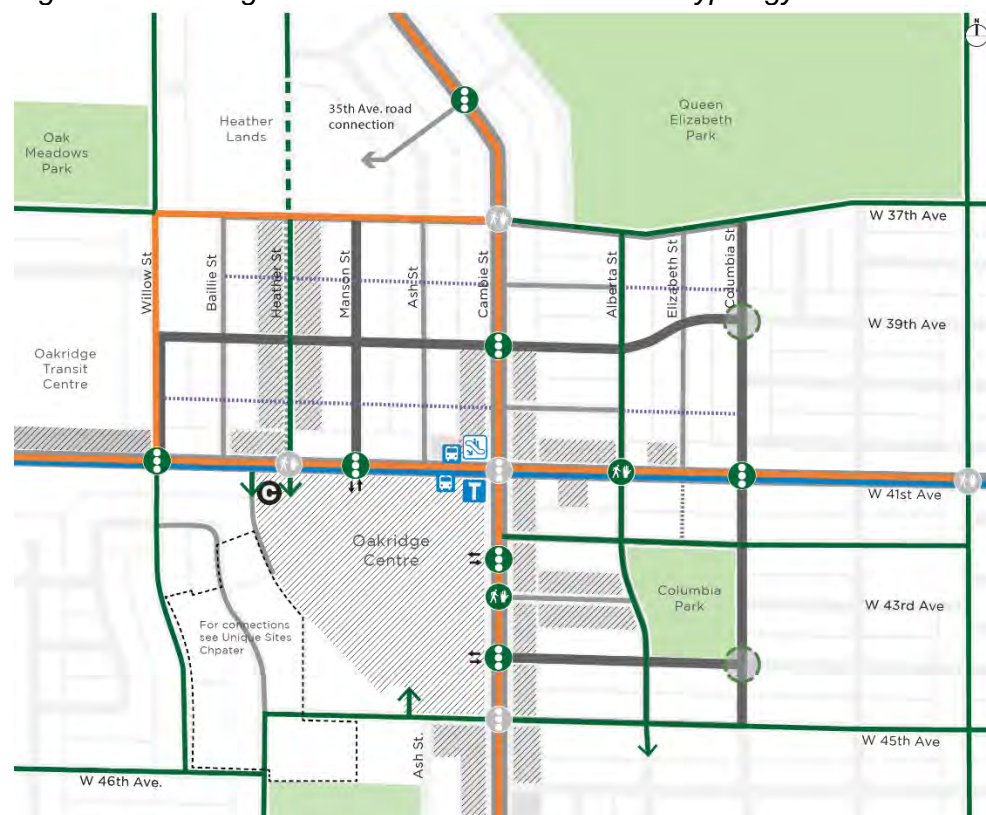 N
35th Ave. road
connection
Heather
Lands
Queen
Elizabeth
Park
Oak
Meadows
Park
W 37th Ave
Willow St
Baillie St
Heather St
Manson St
Ash St
Cambie St
Alberta St
Elizabeth St
Columbia St
W 39th Ave
Oakridge
Transit
Centre
T
C
W 41st Ave
Oakridge
Centre
Columbia
Park
W 43rd Ave
For connections
see Unique Sites
Chpater
Ash St.
W 45th Ave
W 46th Ave.